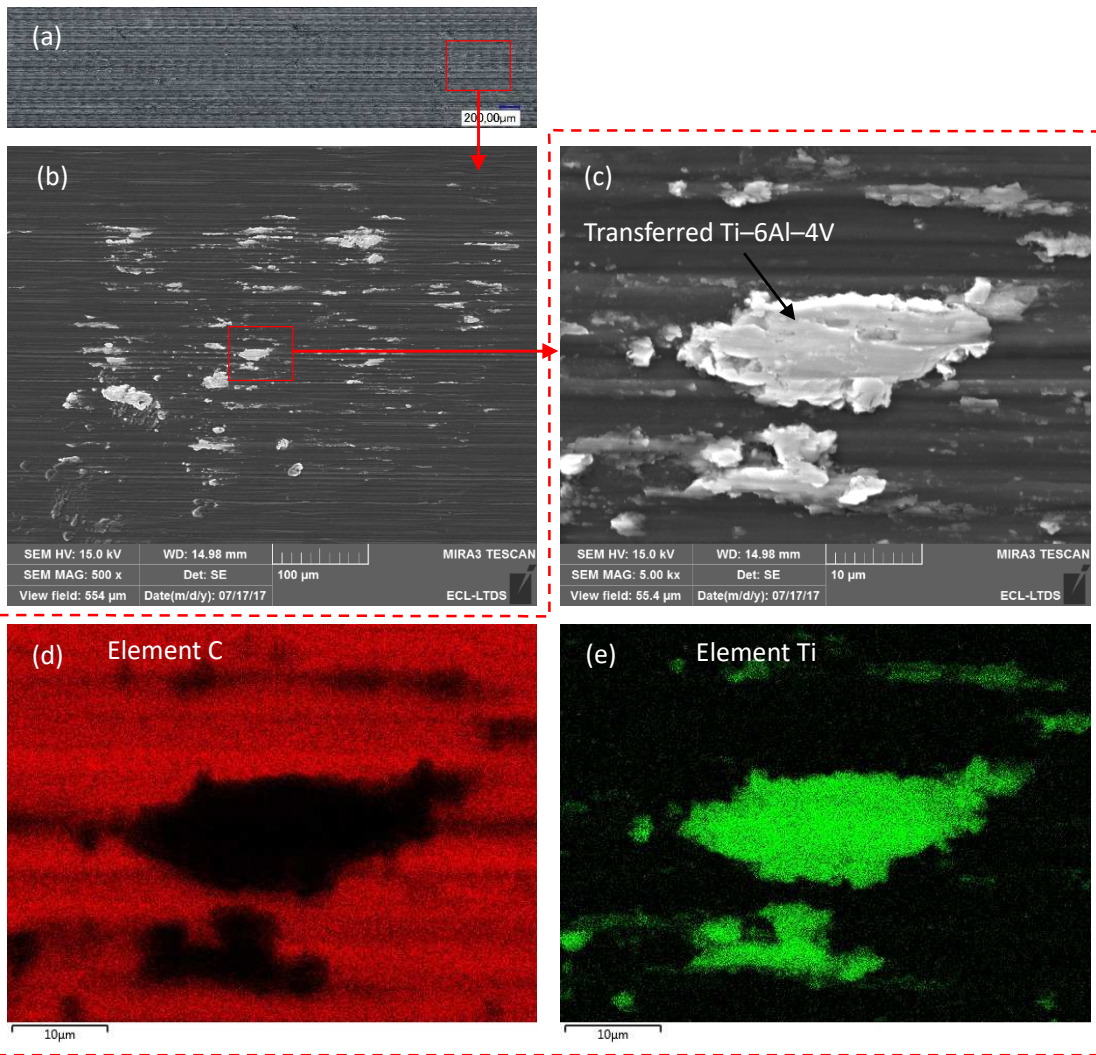 (a)
200,00µm
(b)
(c)
Transferred Ti–6Al–4V
SEM HV: 15.0 kV WD: 14.98 mm MIRA3 TESCAN
SEM MAG: 500 x Det: SE 100 µm
View field: 554 µm Date(m/d/y): 07/17/17 ECL-LTDS
SEM HV: 15.0 kV WD: 14.98 mm MIRA3 TESCAN
SEM MAG: 5.00 kx Det: SE 10 µm
View field: 55.4 µm Date(m/d/y): 07/17/17 ECL-LTDS
(d) Element C
(e) Element Ti
10µm
10µm